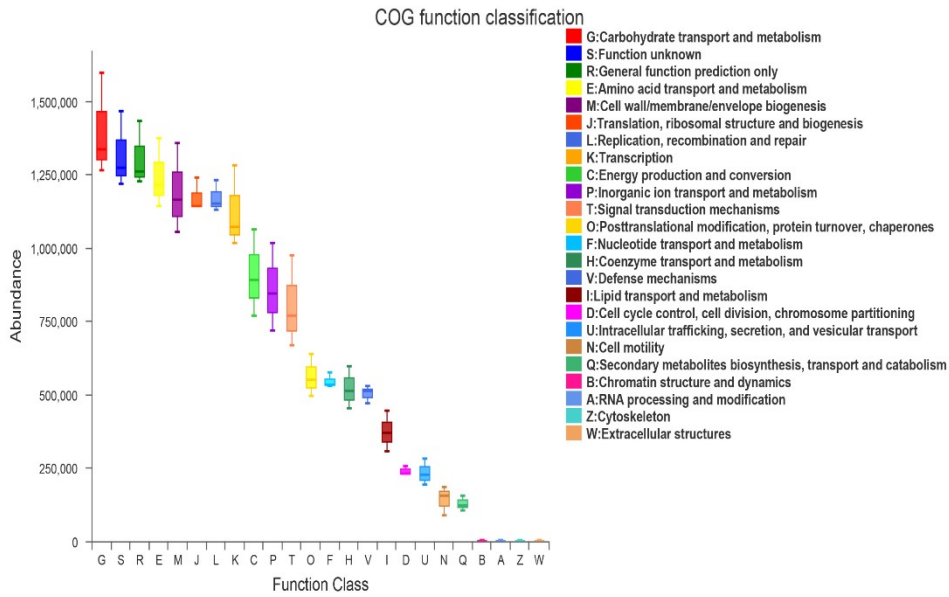 COG function classification
G:Carbohydrate transport and metabolism
S:Function unknown
R:General function prediction only
E:Amino acid transport and metabolism
M:Cell wall/membrane/envelope biogenesis
J:Translation, ribosomal structure and biogenesis
L:Replication, recombination and repair
K:Transcription
C:Energy production and conversion
P:Inorganic ion transport and metabolism
T:Signal transduction mechanisms
O:Posttranslational modification, protein turnover, chaperones
F:Nucleotide transport and metabolism
H:Coenzyme transport and metabolism
V:Defense mechanisms
I:Lipid transport and metabolism
D:Cell cycle control, cell division, chromosome partitioning
U:Intracellular trafficking, secretion, and vesicular transport
N:Cell motility
Q:Secondary metabolites biosynthesis, transport and catabolism
B:Chromatin structure and dynamics
A:RNA processing and modification
Z:Cytoskeleton
W:Extracellular structures
Abundance
1,500,000
1,250,000
1,000,000
750,000
500,000
250,000
0
G S R E M J L K C P T O F H V I D U N Q B A Z W
Function Class